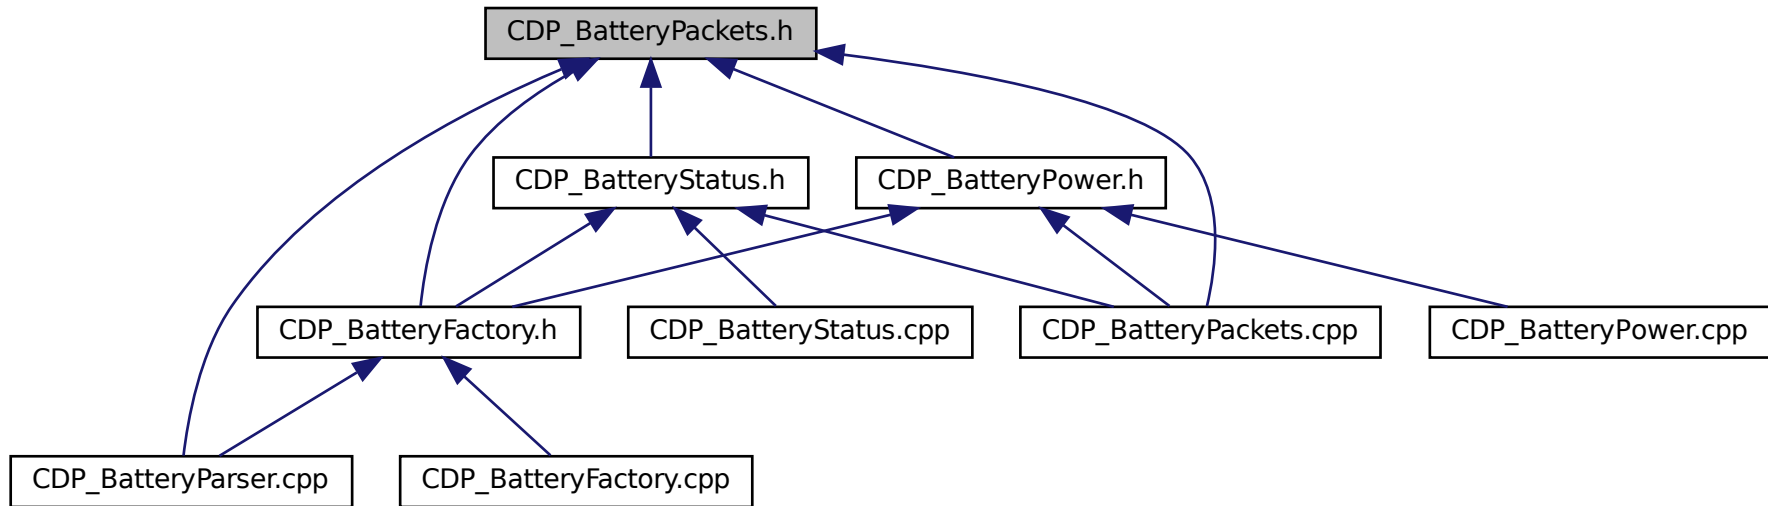 CDP_BatteryPackets.h
CDP_BatteryStatus.h
CDP_BatteryPower.h
CDP_BatteryFactory.h
CDP_BatteryStatus.cpp
CDP_BatteryPackets.cpp
CDP_BatteryPower.cpp
CDP_BatteryParser.cpp
CDP_BatteryFactory.cpp